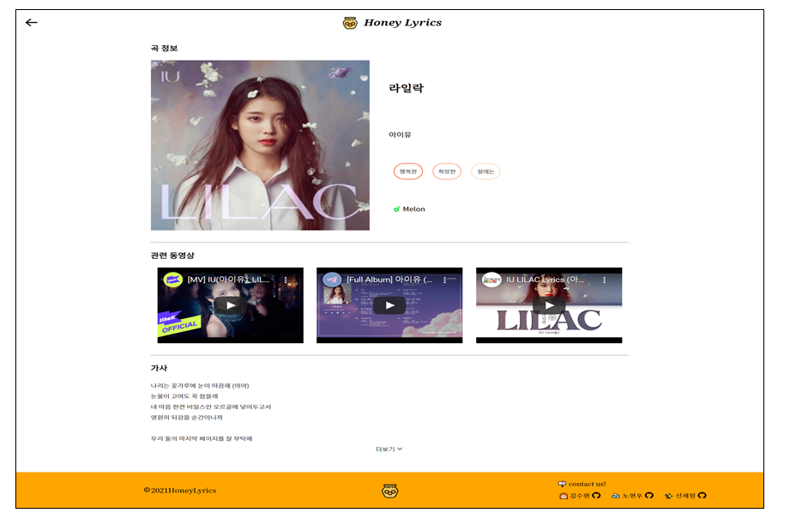 Honey Lyrics
곡 정보
IU
LILAC
라일락
아이유
행복한 희망찬 설레는
Melon
관련 동영상
[MV] IU(아이유)_LIL...
OFFICIAL
[Full Album] 아이유 (...
IU LILAC Lyrics (아...
LILAC
가사
나리는 꽃가루에 눈이 따끔해 (아야)
눈물이 고여도 꾹 참을래
내 마음 한켠 비밀스런 오르골에 넣어두고서
영원히 되감을 순간이니까
우리 둘의 마지막 페이지를 잘 부탁해
더보기
©2021HoneyLyrics
contact us!
김수현 노현우 신채원